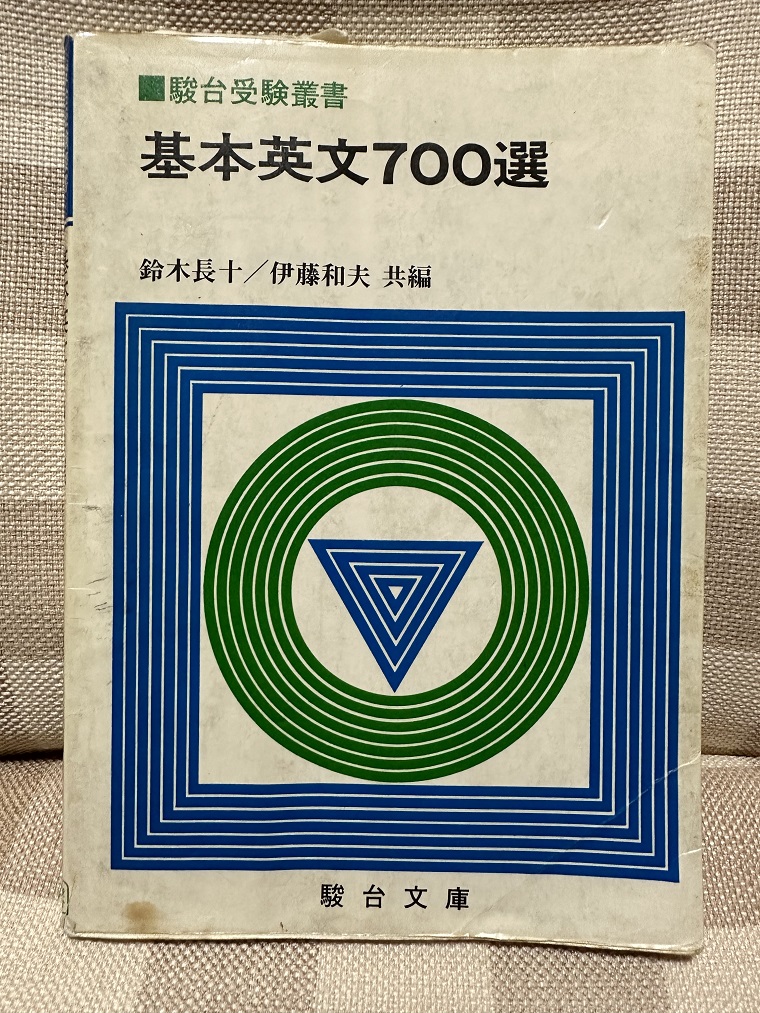 駿台受験叢書
基本英文700選
鈴木長十/伊藤和夫 共編
駿台文庫